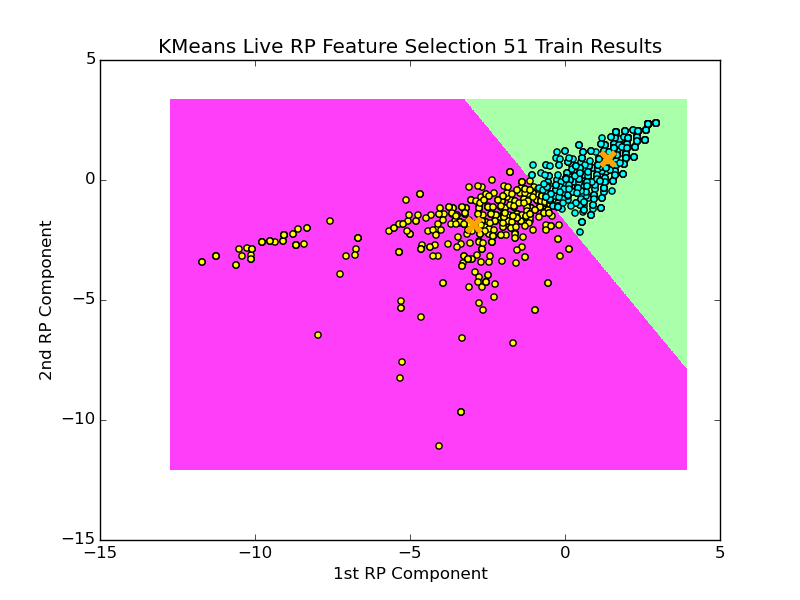 KMeans Live RP Feature Selection 51 Train Results
5
0
−5
−10
−15
2nd RP Component
−15 −10 −5 0 5
1st RP Component